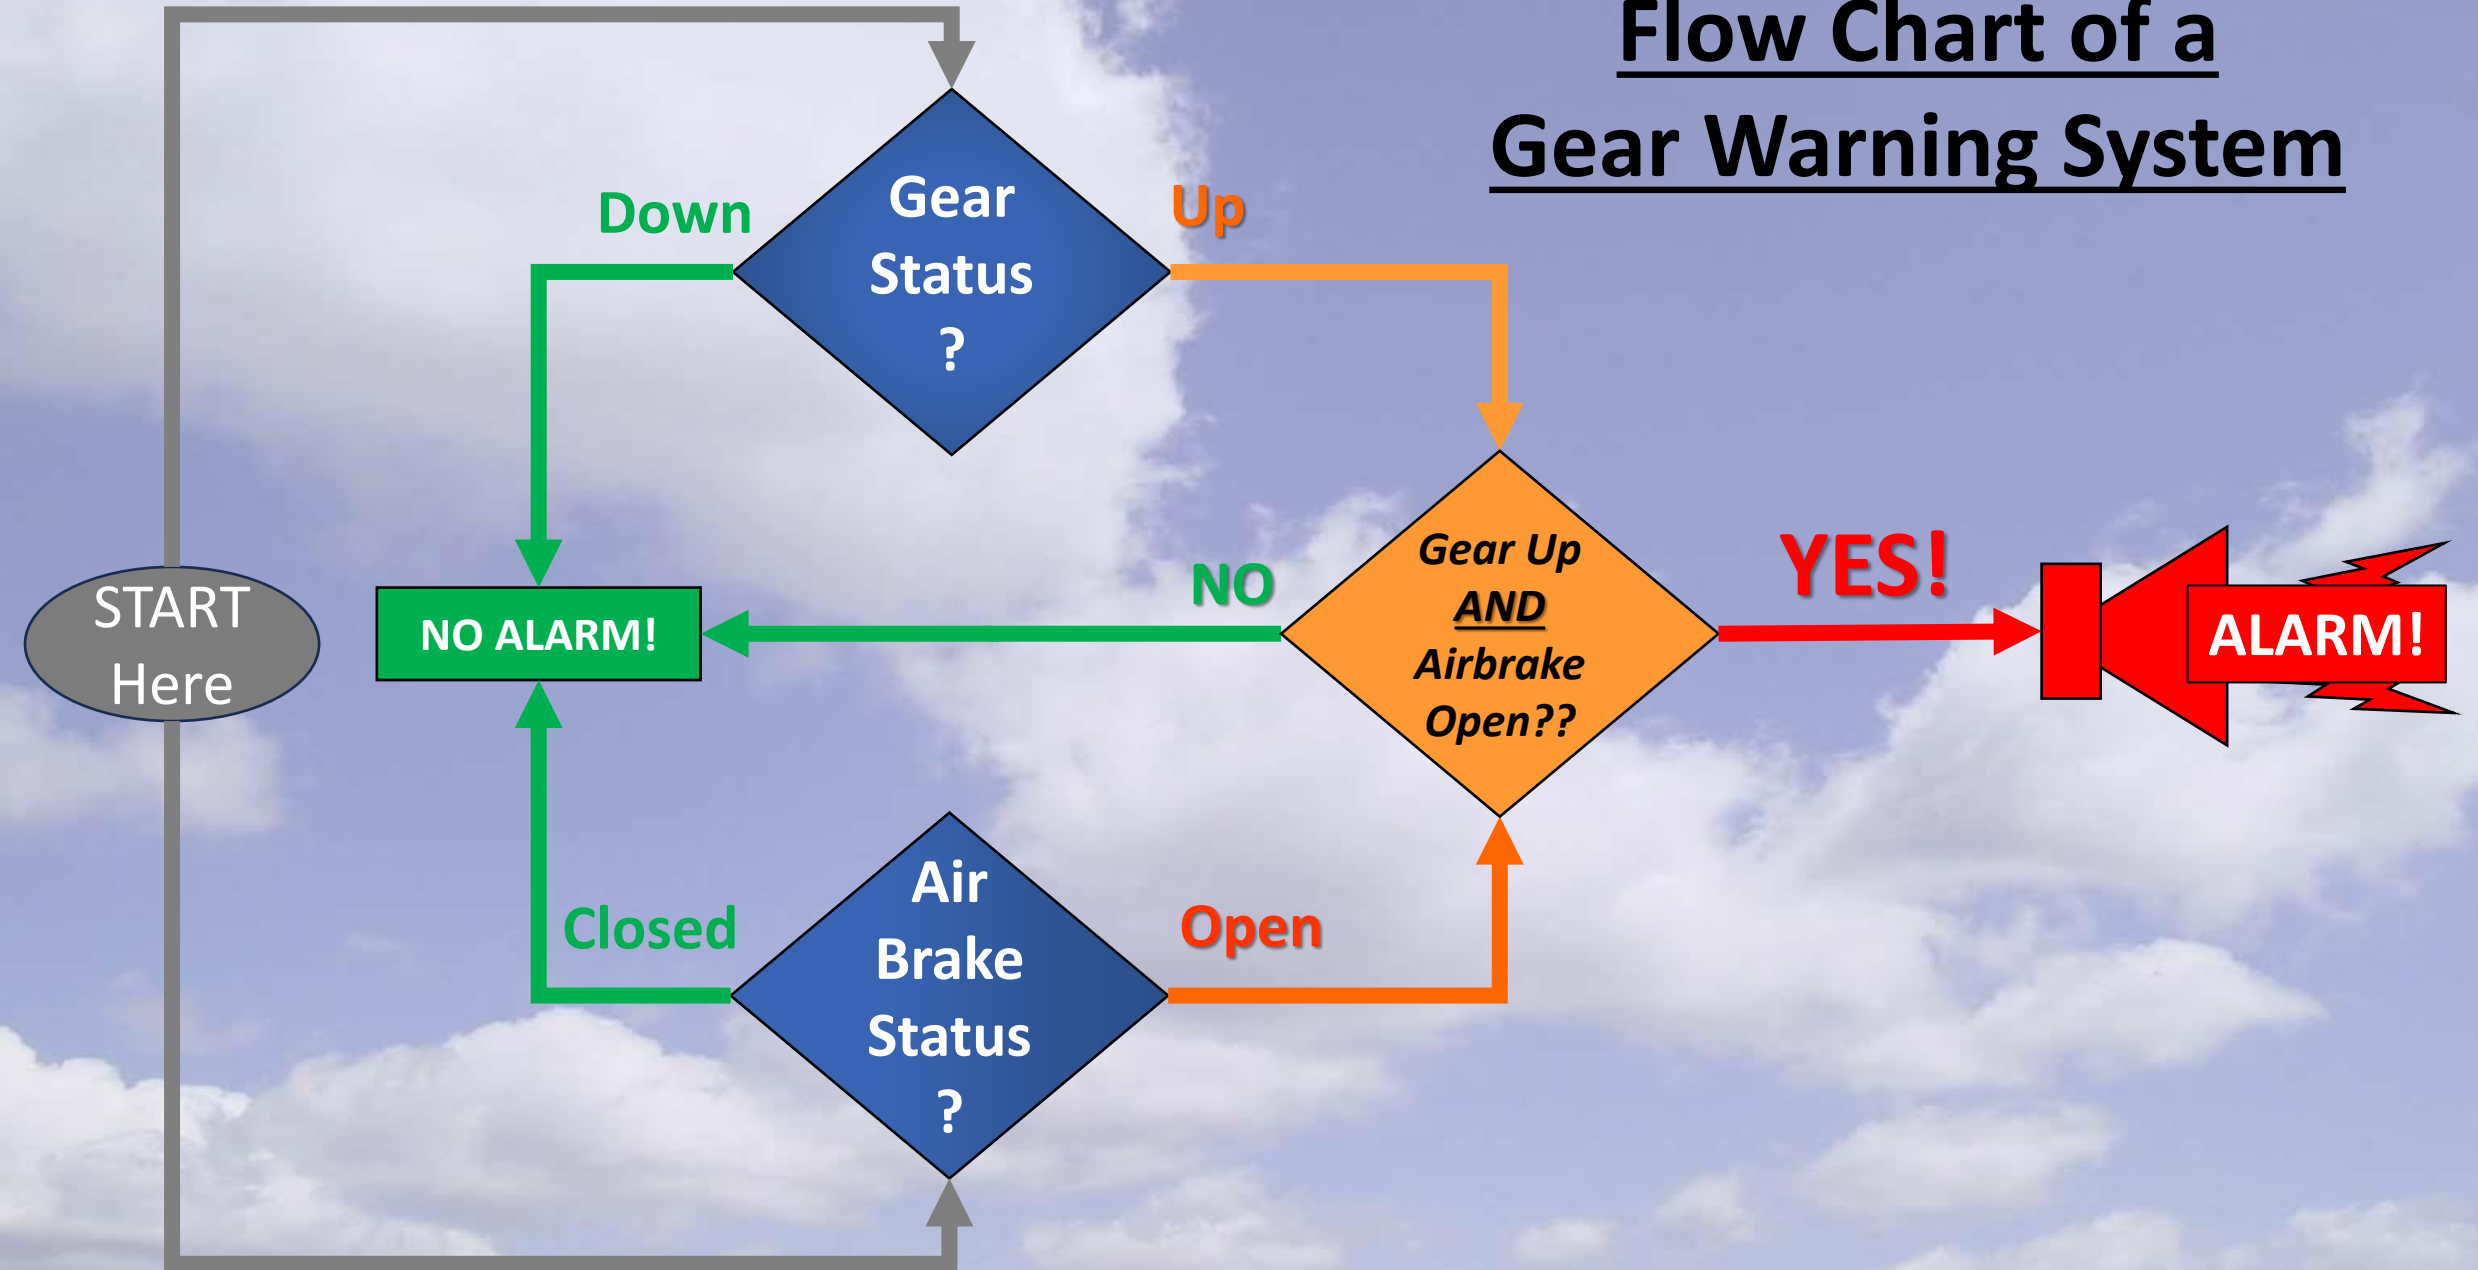 Flow Chart of a
Gear Warning System
Gear
Status
?
Down
Up
START
Here
NO ALARM!
NO
Gear Up
AND
Airbrake
Open??
YES!
ALARM!
Air
Brake
Status
?
Closed
Open